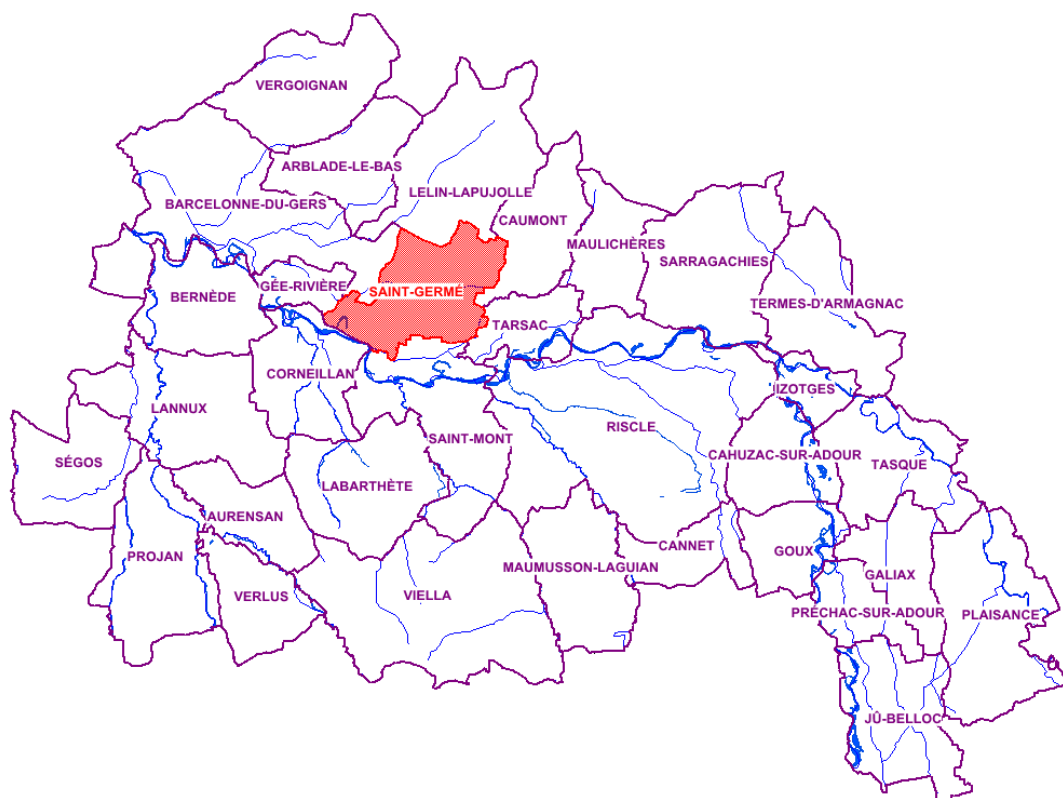 VERGOIGNAN
ARBLADE-LE-BAS
LELIN-LAPUJOLLE
BARCELONNE-DU-GERS
CAUMONT
MAULICHÈRES
SARRAGACHIES
GÉE-RIVIÈRE
SAINT-GERMÉ
BERNÈDE
TERMES-D'ARMAGNAC
TARSAC
CORNEILLAN
IZOTGES
LANNUX
RISCLE
SAINT-MONT
CAHUZAC-SUR-ADOUR
SÉGOS
TASQUE
LABARTHÈTE
AURENSAN
CANNET
GOUX
PROJAN
MAUMUSSON-LAGUIAN
GALIAX
VERLUS
VIELLA
PRÉCHAC-SUR-ADOUR
PLAISANCE
JÛ-BELLOC